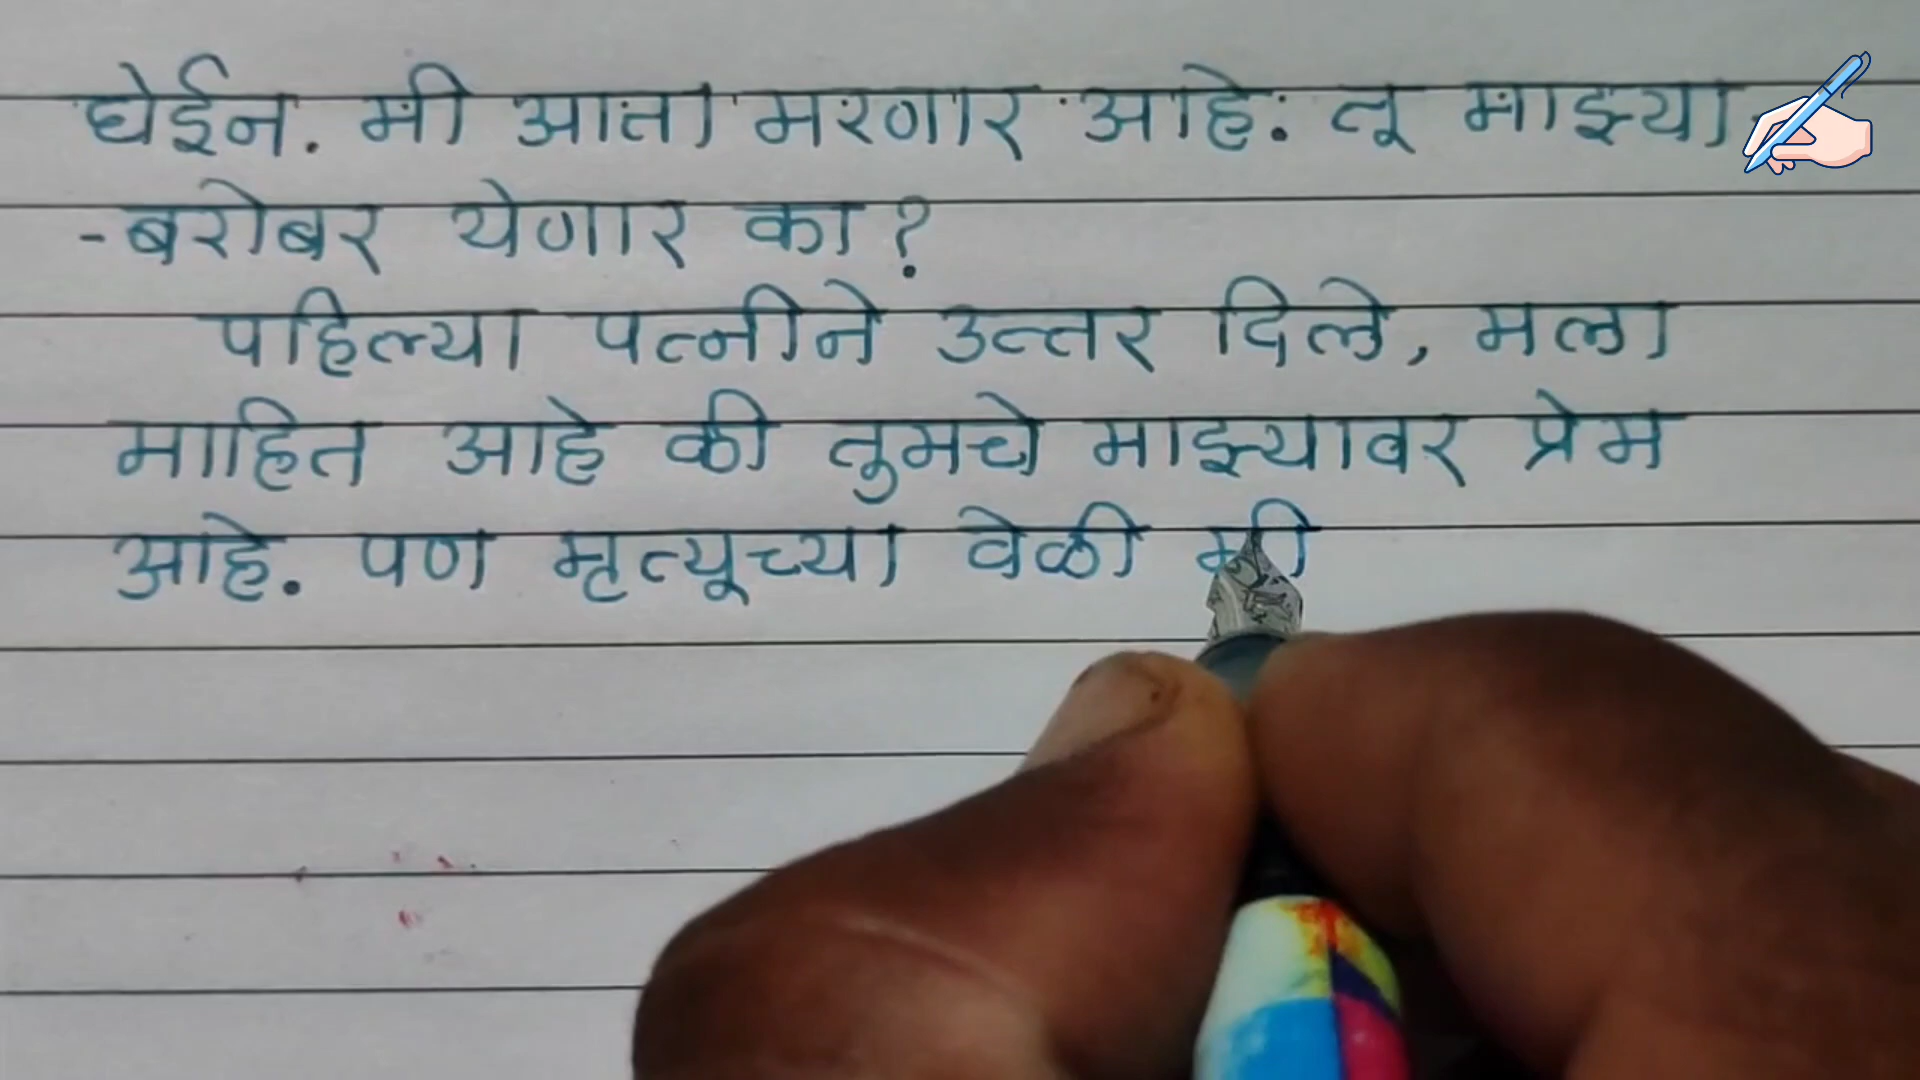 घेईन. मी आता मरणार आहे. तू माझ्या
-बरोबर येणार का?
पहिल्या पत्नीने उत्तर दिले, मला
माहित आहे की तुमचे माझ्यावर प्रेम
आहे. पण मृत्यूच्या वेळी मी